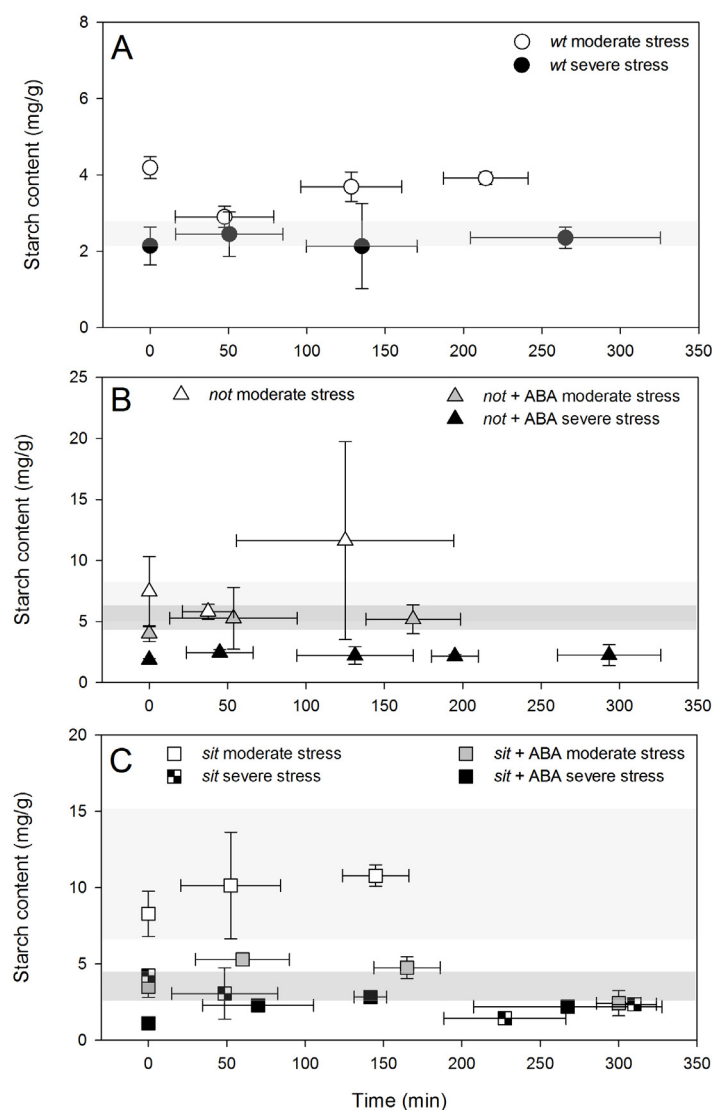 A
wt moderate stress
wt severe stress
Starch content (mg/g)
8
6
4
2
0
0 50 100 150 200 250 300 350
B
not moderate stress
not + ABA moderate stress
not + ABA severe stress
Starch content (mg/g)
25
20
15
10
5
0
0 50 100 150 200 250 300 350
C
sit moderate stress
sit + ABA moderate stress
sit severe stress
sit + ABA severe stress
Starch content (mg/g)
20
15
10
5
0
0 50 100 150 200 250 300 350
Time (min)